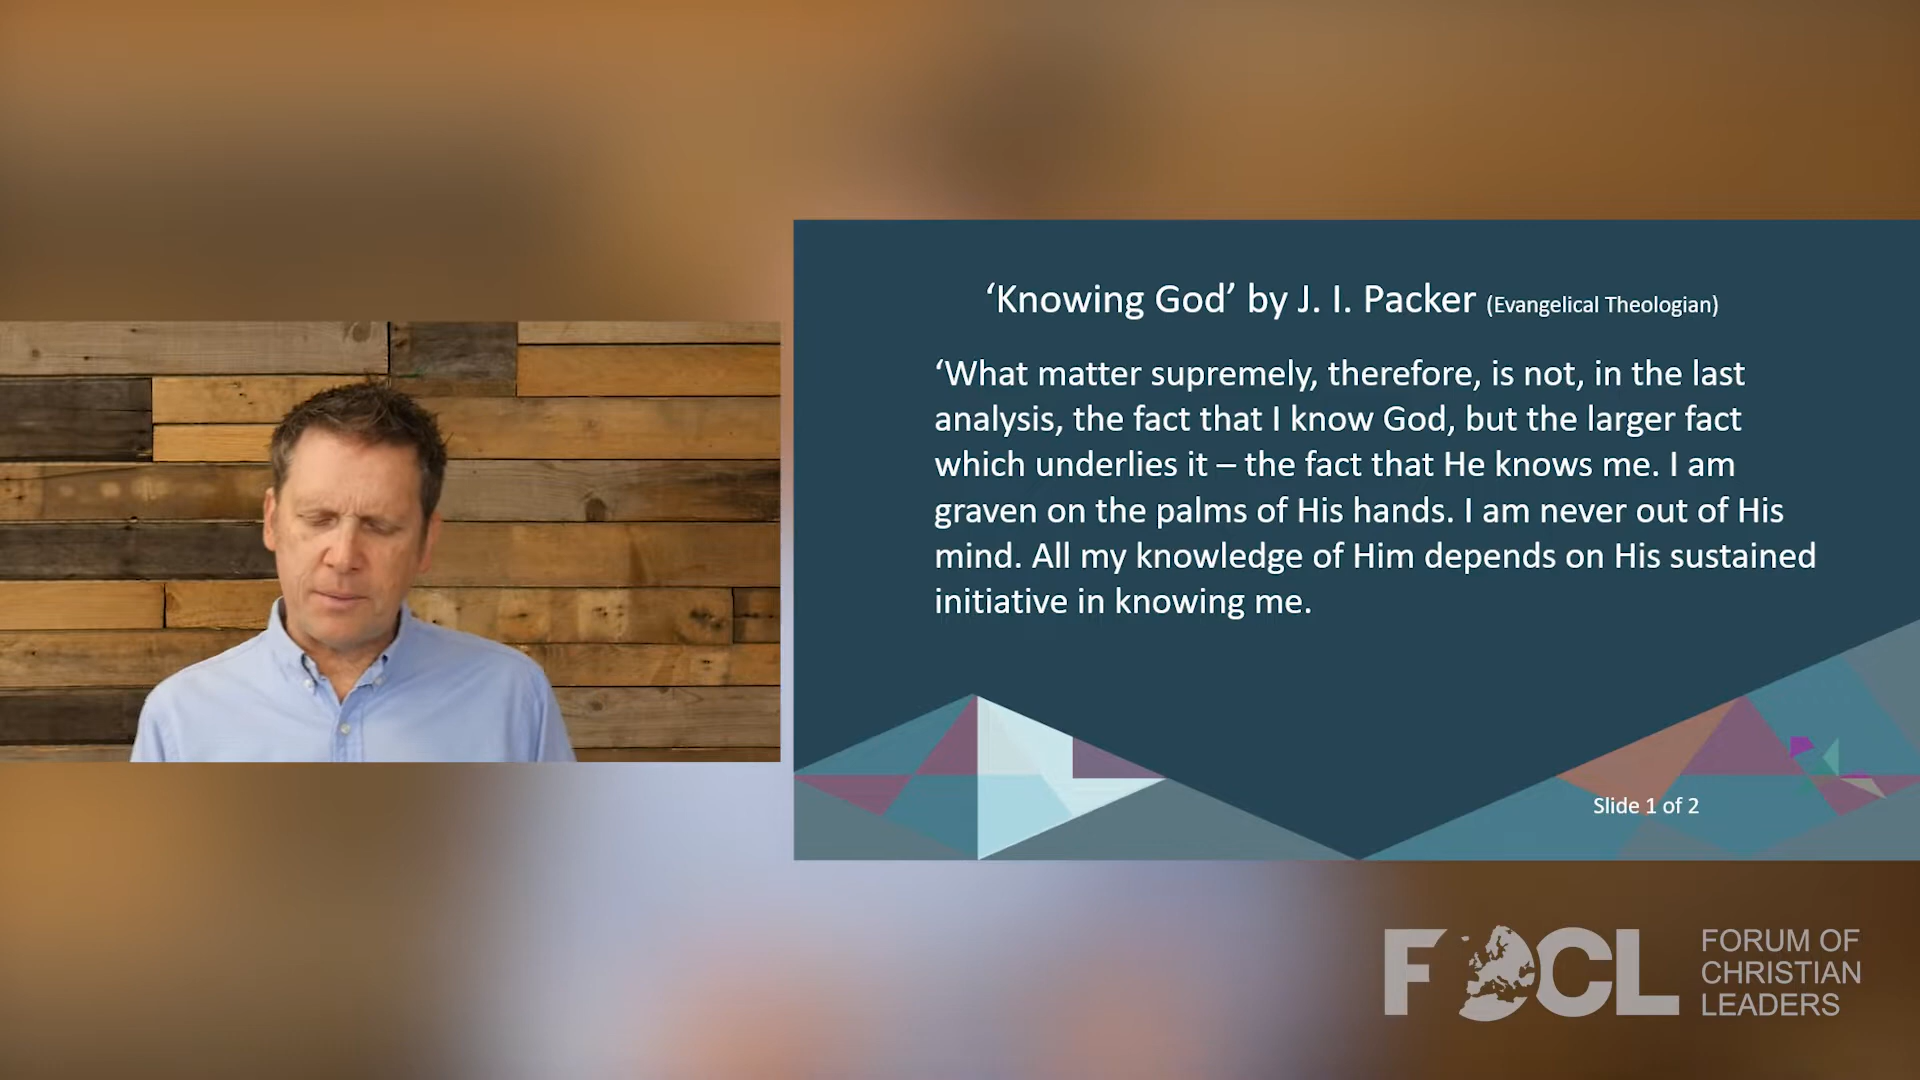 ‘Knowing God’ by J. I. Packer (Evangelical Theologian)
‘What matter supremely, therefore, is not, in the last
analysis, the fact that I know God, but the larger fact
which underlies it – the fact that He knows me. I am
graven on the palms of His hands. I am never out of His
mind. All my knowledge of Him depends on His sustained
initiative in knowing me.
Slide 1 of 2
FOCL
FORUM OF
CHRISTIAN
LEADERS